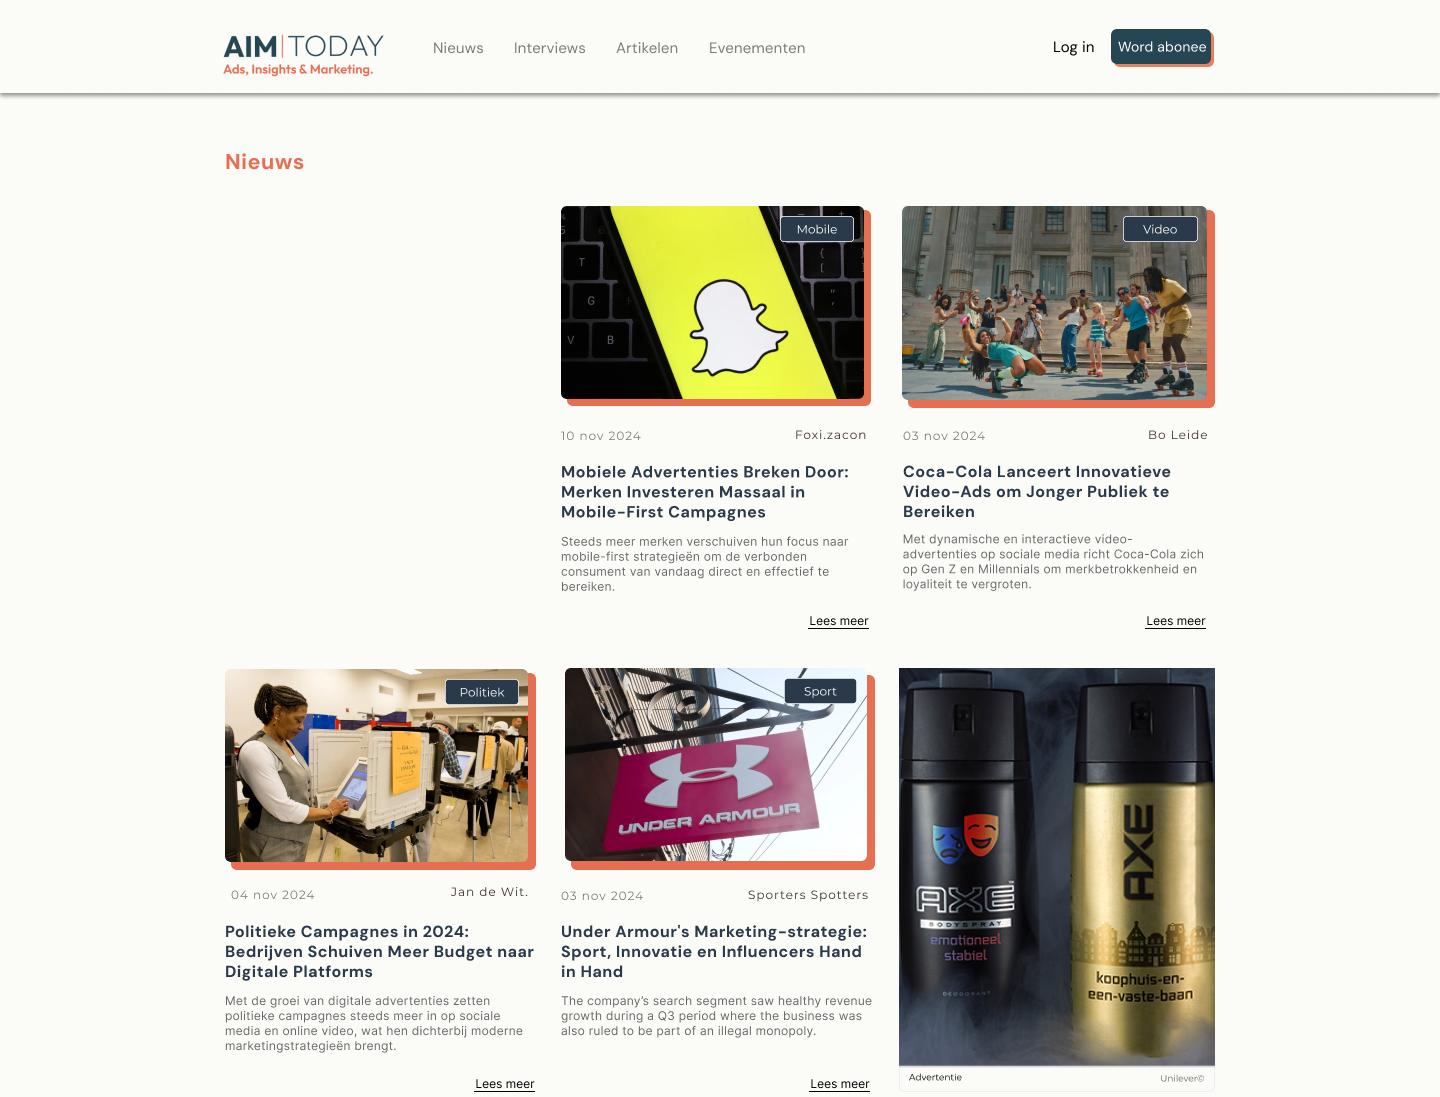 AIM|TODAY
Ads, Insights & Marketing.
Nieuws
Interviews
Artikelen
Evenementen
Log in
Word abonee
Nieuws
Mobile
T
G
V
B
10 nov 2024
Foxi.zacon
Mobiele Advertenties Breken Door:
Merken Investeren Massaal in
Mobile-First Campagnes
Steeds meer merken verschuiven hun focus naar
mobile-first strategieën om de verbonden
consument van vandaag direct en effectief te
bereiken.
Lees meer
Video
03 nov 2024
Bo Leide
Coca-Cola Lanceert Innovatieve
Video-Ads om Jonger Publiek te
Bereiken
Met dynamische en interactieve video-
advertenties op sociale media richt Coca-Cola zich
op Gen Z en Millennials om merkbetrokkenheid en
loyaliteit te vergroten.
Lees meer
Politiek
04 nov 2024
Jan de Wit.
Politieke Campagnes in 2024:
Bedrijven Schuiven Meer Budget naar
Digitale Platforms
Met de groei van digitale advertenties zetten
politieke campagnes steeds meer in op sociale
media en online video, wat hen dichterbij moderne
marketingstrategieën brengt.
Lees meer
Sport
UNDER ARMOUR
03 nov 2024
Sporters Spotters
Under Armour's Marketing-strategie:
Sport, Innovatie en Influencers Hand
in Hand
The company's search segment saw healthy revenue
growth during a Q3 period where the business was
also ruled to be part of an illegal monopoly.
Lees meer
AXE
BODYSPRAY
emotioneel
stabiel
DEODORANT
AXE
koophuis-en-
een-vaste-baan
Advertentie
Unilever©